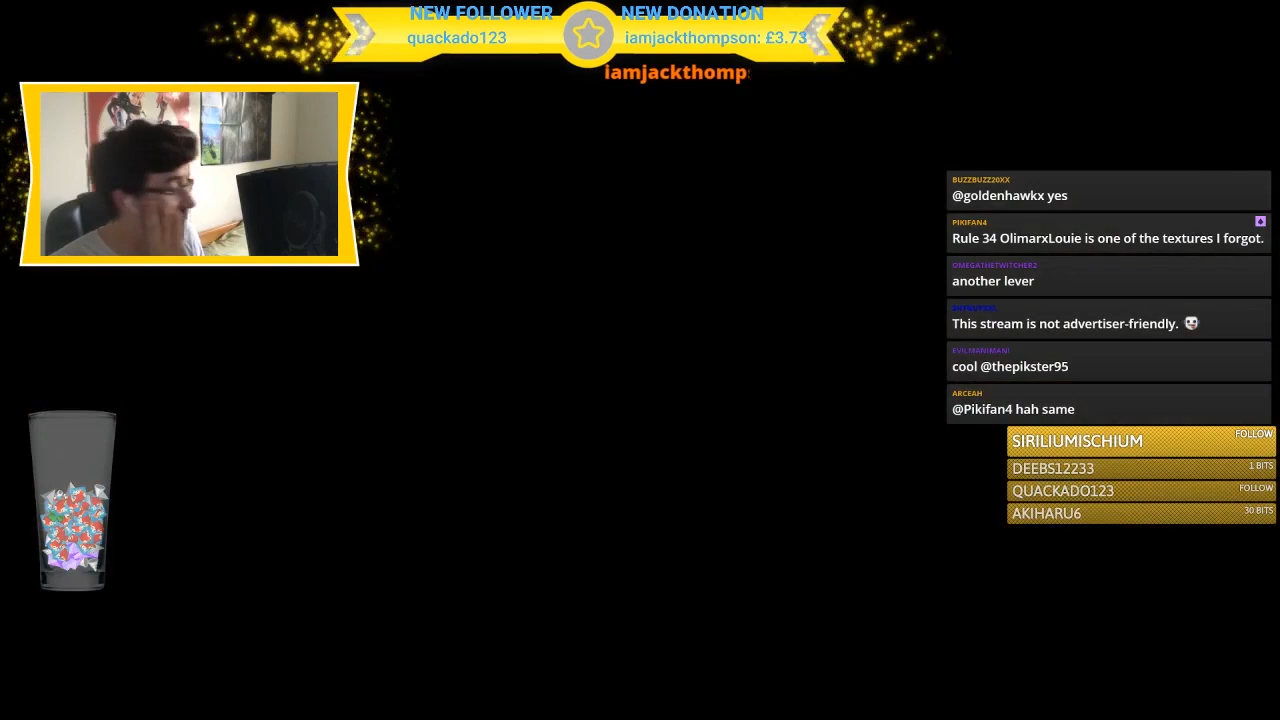 NEW FOLLOWER
NEW DONATION
quackado123
iamjackthompson: £3.73
iamjackthomp
BUZZBUZZ20XX
@goldenhawkx yes
PIKIFAN4
Rule 34 OlimarxLouie is one of the textures I forgot.
OMEGATHETWITCHER2
another lever
This stream is not advertiser-friendly.
EVILMANIMANI
cool @thepikster95
ARCEAH
@Pikifan4 hah same
SIRILIUMISCHIUM FOLLOW
DEEBS12233 1 BITS
QUACKADO123 FOLLOW
AKIHARU6 30 BITS